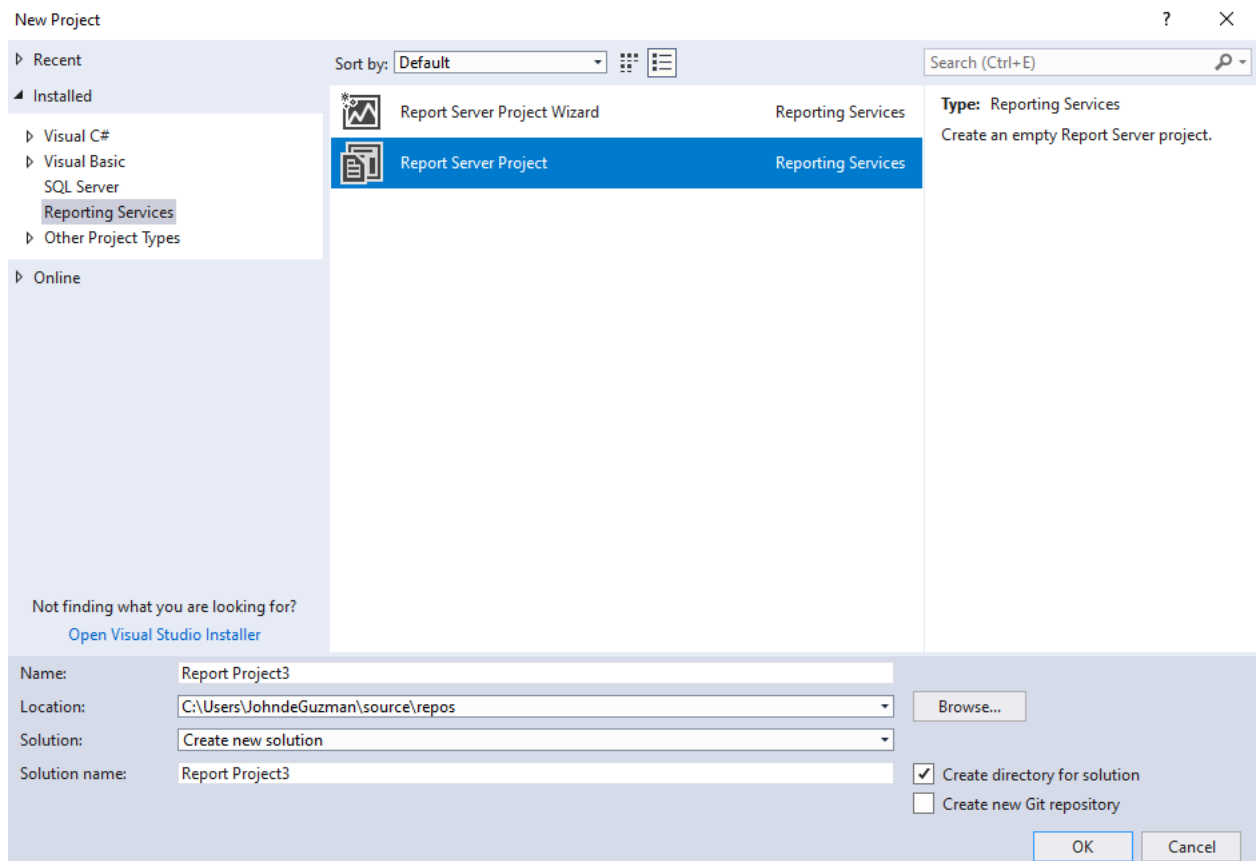 New Project
Recent
Sort by: Default
Search (Ctrl+E)
Installed
Visual C#
Visual Basic
SQL Server
Reporting Services
Other Project Types
Online
Report Server Project Wizard Reporting Services
Report Server Project Reporting Services
Type: Reporting Services
Create an empty Report Server project.
Not finding what you are looking for?
Open Visual Studio Installer
Name: Report Project3
Location: C:\Users\JohndeGuzman\source\repos Browse...
Solution: Create new solution
Solution name: Report Project3
Create directory for solution
Create new Git repository
OK Cancel